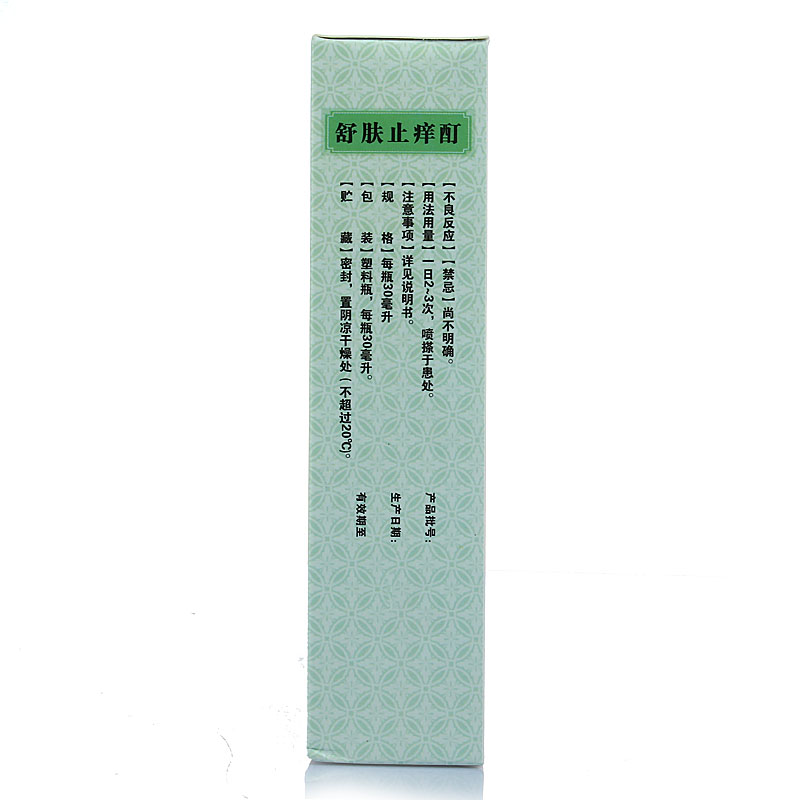 舒肤止痒酊
【不良反应】【禁忌】尚不明确。
【用法用量】一日2~3次，喷搽于患处。
【注意事项】详见说明书。
【规格】每瓶30毫升
【包装】塑料瓶，每瓶30毫升。
【贮藏】密封，置阴凉干燥处(不超过20℃)。
产品批号：
生产日期：
有效期至